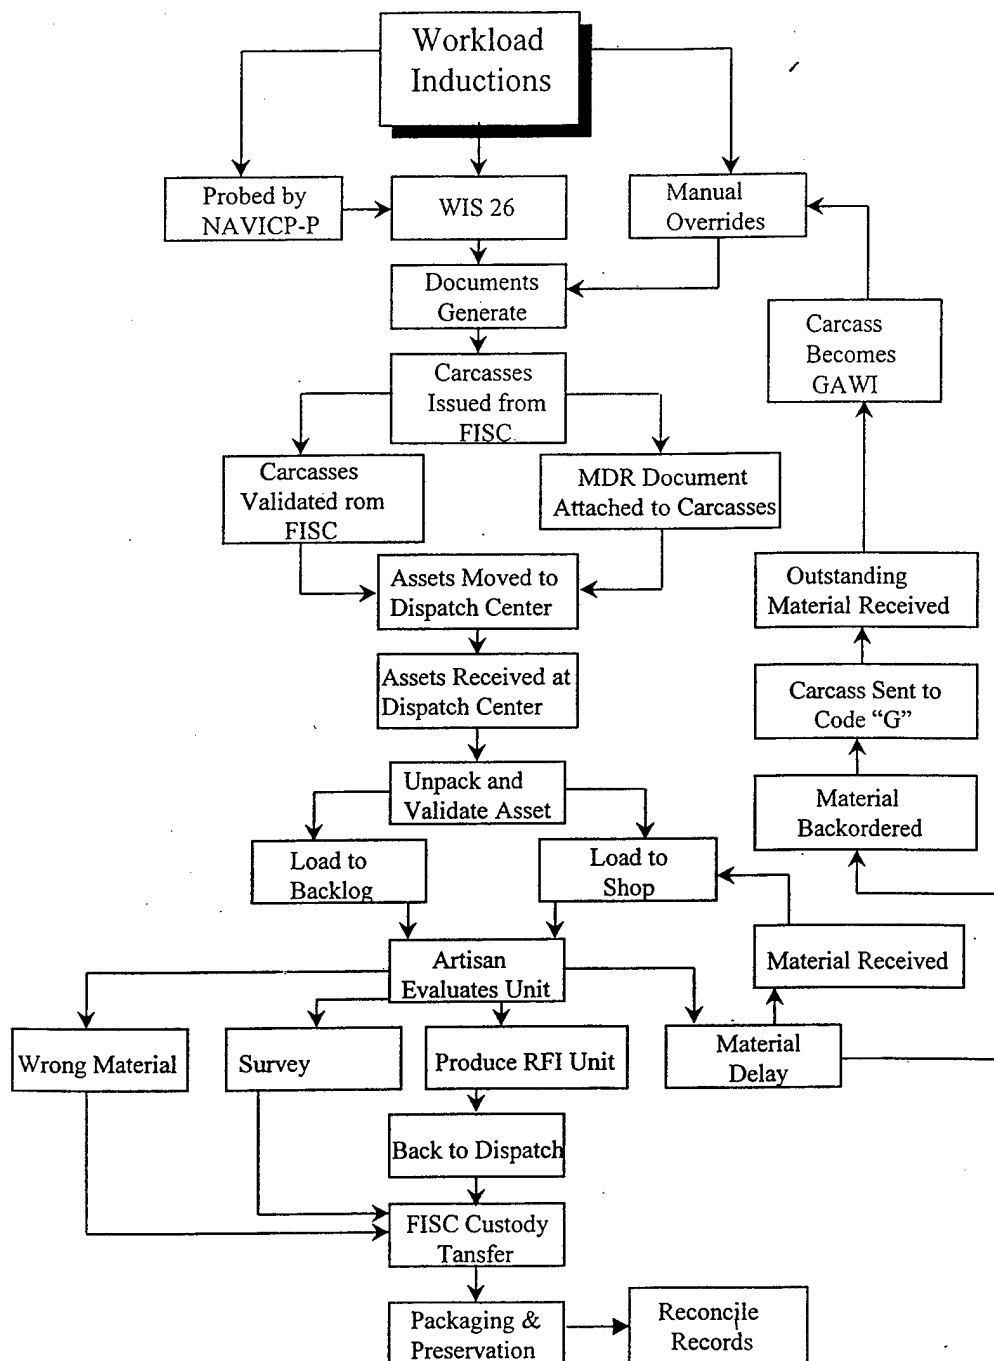 Workload
Inductions
Probed by
NAVICP-P
WIS 26
Manual
Overrides
Documents
Generate
Carcass
Becomes
GAWI
Carcasses
Issued from
FISC
Carcasses
Validated rom
FISC
MDR Document
Attached to Carcasses
Assets Moved to
Dispatch Center
Outstanding
Material Received
Assets Received at
Dispatch Center
Carcass Sent to
Code “G”
Unpack and
Validate Asset
Material
Backordered
Load to
Backlog
Load to
Shop
Artisan
Evaluates Unit
Material Received
Wrong Material
Survey
Produce RFI Unit
Material
Delay
Back to Dispatch
FISC Custody
Tansfer
Packaging &
Preservation
Reconcile
Records